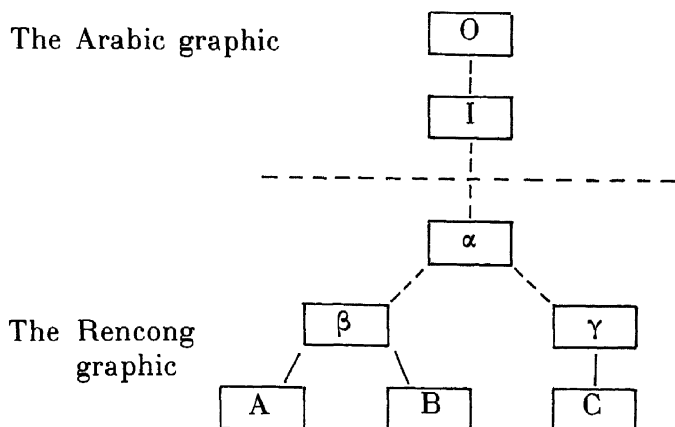 The Arabic graphic
O
I
α
The Rencong
graphic
β
γ
A
B
C